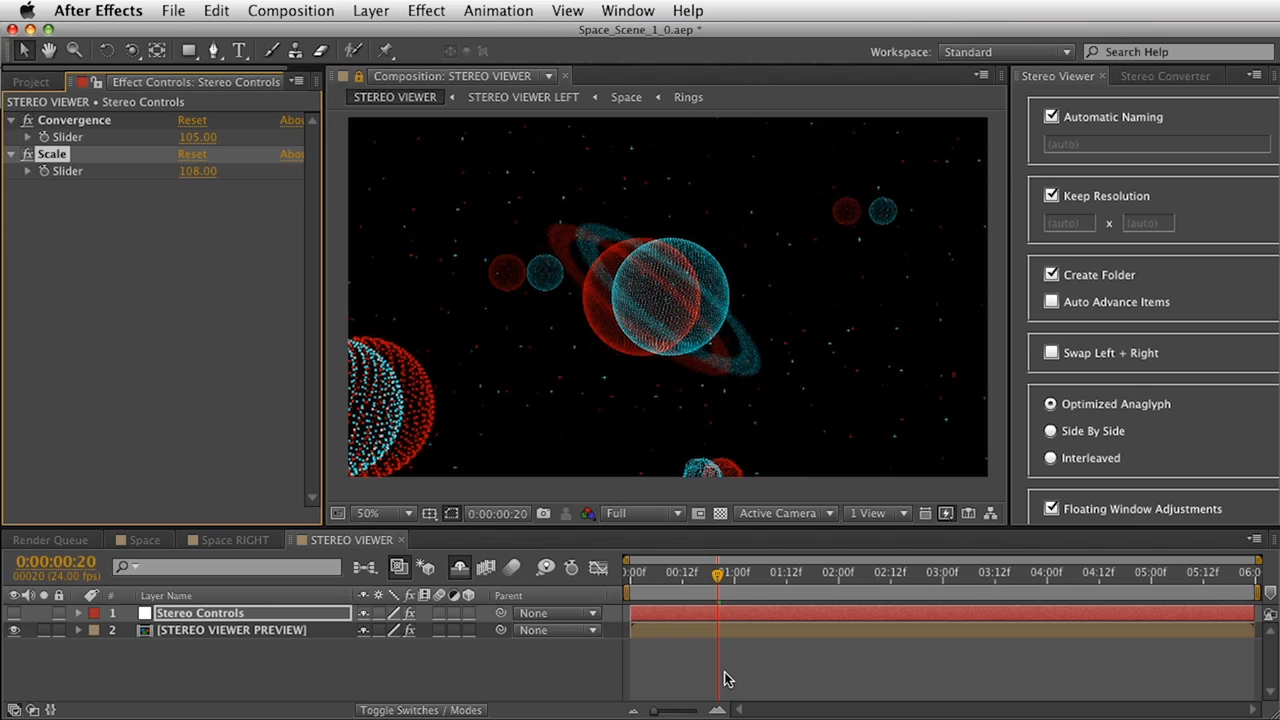 After Effects File Edit Composition Layer Effect Animation View Window Help
Space_Scene_1_0.aep *
Workspace: Standard Search Help
Project Effect Controls: Stereo Controls Composition: STEREO VIEWER Stereo Viewer Stereo Converter
STEREO VIEWER • Stereo Controls
STEREO VIEWER STEREO VIEWER LEFT Space Rings
Convergence Reset Abou
Slider 105.00
Scale Reset Abou
Slider 108.00
Automatic Naming
(auto)
Keep Resolution
(auto) x (auto)
Create Folder
Auto Advance Items
Swap Left + Right
Optimized Anaglyph
Side By Side
Interleaved
Floating Window Adjustments
50% 0:00:00:20 Full Active Camera 1 View
Render Queue Space Space RIGHT STEREO VIEWER
0:00:00:20
00020 (24.00 fps)
):00f 00:12f 01:00f 01:12f 02:00f 02:12f 03:00f 03:12f 04:00f 04:12f 05:00f 05:12f 06:0
# Layer Name Parent
1 Stereo Controls None
2 [STEREO VIEWER PREVIEW] None
Toggle Switches / Modes